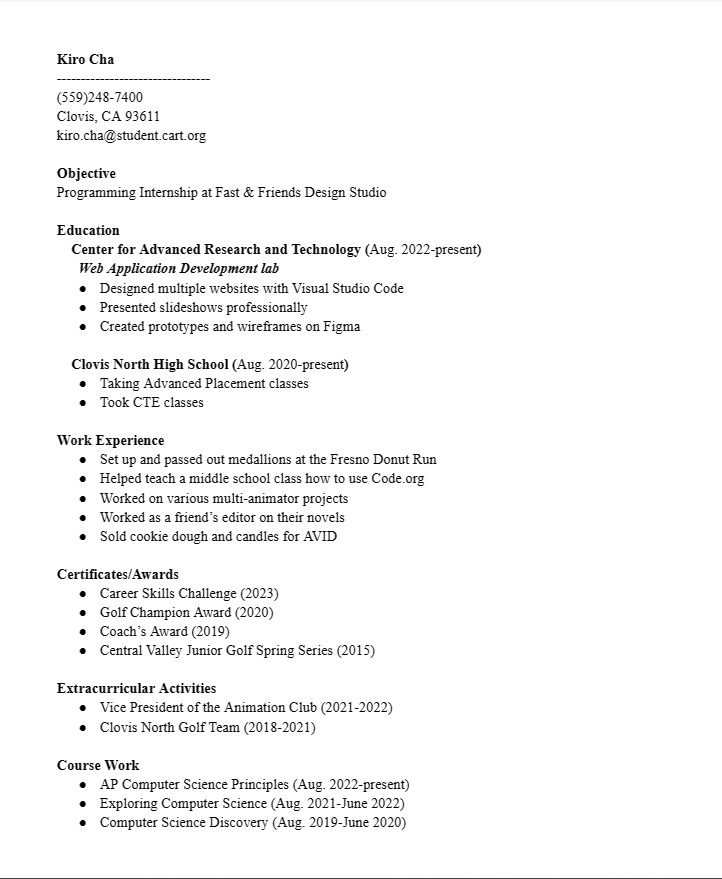 Kiro Cha
--------------------------------
(559)248-7400
Clovis, CA 93611
kiro.cha@student.cart.org
Objective
Programming Internship at Fast & Friends Design Studio
Education
Center for Advanced Research and Technology (Aug. 2022-present)
Web Application Development lab
● Designed multiple websites with Visual Studio Code
● Presented slideshows professionally
● Created prototypes and wireframes on Figma
Clovis North High School (Aug. 2020-present)
● Taking Advanced Placement classes
● Took CTE classes
Work Experience
● Set up and passed out medallions at the Fresno Donut Run
● Helped teach a middle school class how to use Code.org
● Worked on various multi-animator projects
● Worked as a friend’s editor on their novels
● Sold cookie dough and candles for AVID
Certificates/Awards
● Career Skills Challenge (2023)
● Golf Champion Award (2020)
● Coach’s Award (2019)
● Central Valley Junior Golf Spring Series (2015)
Extracurricular Activities
● Vice President of the Animation Club (2021-2022)
● Clovis North Golf Team (2018-2021)
Course Work
● AP Computer Science Principles (Aug. 2022-present)
● Exploring Computer Science (Aug. 2021-June 2022)
● Computer Science Discovery (Aug. 2019-June 2020)